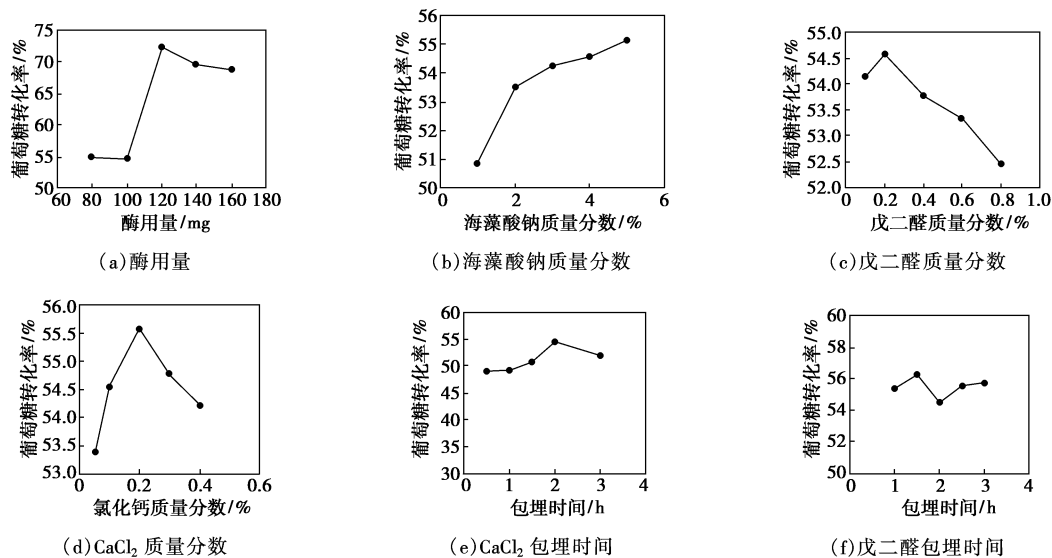 葡萄糖转化率/%
75
70
65
60
55
50
60 80 100 120 140 160 180
酶用量/mg
(a)酶用量
葡萄糖转化率/%
56
55
54
53
52
51
50
0 2 4 6
海藻酸钠质量分数/%
(b)海藻酸钠质量分数
葡萄糖转化率/%
55.0
54.5
54.0
53.5
53.0
52.5
52.0
0 0.2 0.4 0.6 0.8 1.0
戊二醛质量分数/%
(c)戊二醛质量分数
葡萄糖转化率/%
56.0
55.5
55.0
54.5
54.0
53.5
53.0
0 0.2 0.4 0.6
氯化钙质量分数/%
(d)CaCl₂ 质量分数
葡萄糖转化率/%
60
55
50
45
40
35
30
0 1 2 3 4
包埋时间/h
(e)CaCl₂ 包埋时间
葡萄糖转化率/%
60
58
56
54
52
50
0 1 2 3 4
包埋时间/h
(f)戊二醛包埋时间